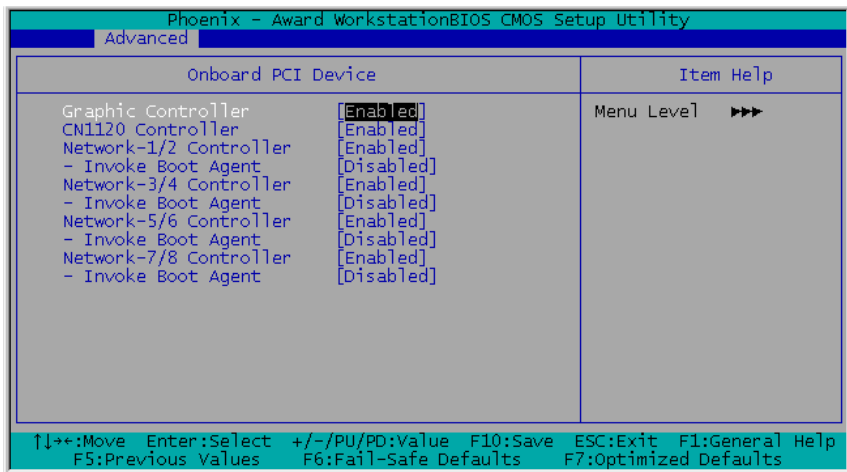 Phoenix - Award WorkstationBIOS CMOS Setup Utility
Advanced
Onboard PCI Device
Item Help
Graphic Controller [Enabled]
Menu Level ►►►
CN1120 Controller [Enabled]
Network-1/2 Controller [Enabled]
- Invoke Boot Agent [Disabled]
Network-3/4 Controller [Enabled]
- Invoke Boot Agent [Disabled]
Network-5/6 Controller [Enabled]
- Invoke Boot Agent [Disabled]
Network-7/8 Controller [Enabled]
- Invoke Boot Agent [Disabled]
↑↓→←:Move Enter:Select +/-/PU/PD:Value F10:Save ESC:Exit F1:General Help
F5:Previous Values F6:Fail-Safe Defaults F7:Optimized Defaults